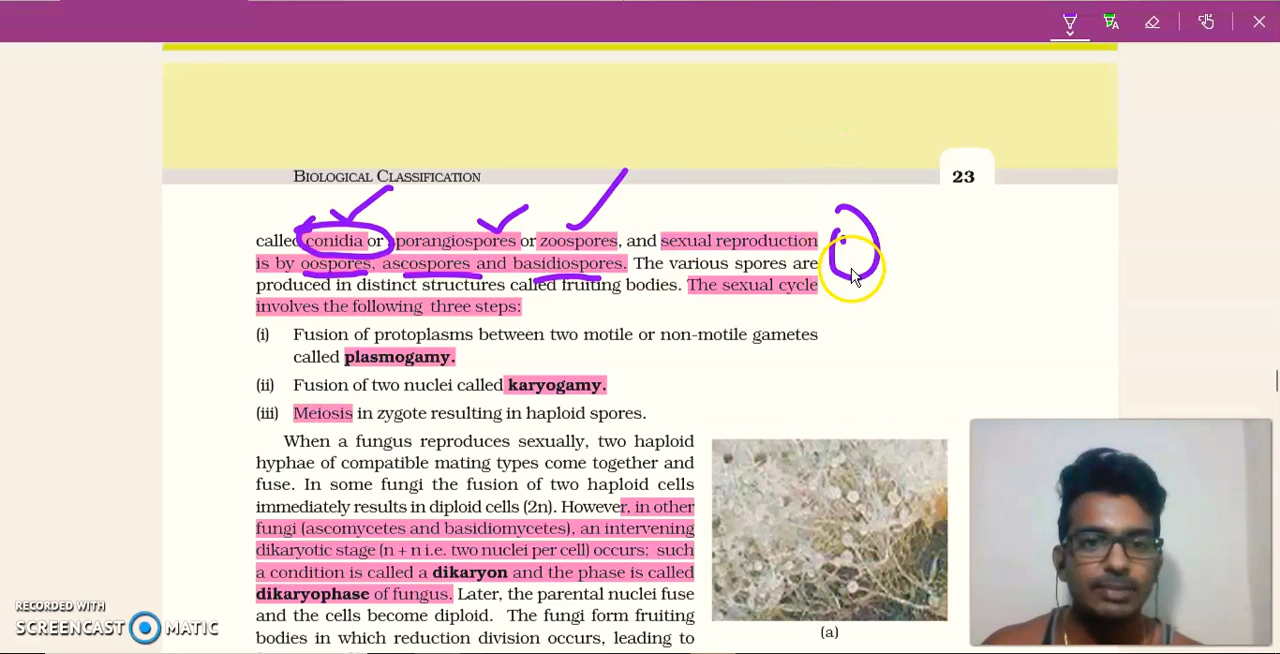 BIOLOGICAL CLASSIFICATION
23
called conidia or sporangiospores or zoospores, and sexual reproduction
is by oospores, ascospores and basidiospores. The various spores are
produced in distinct structures called fruiting bodies. The sexual cycle
involves the following three steps:
(i) Fusion of protoplasms between two motile or non-motile gametes
called plasmogamy.
(ii) Fusion of two nuclei called karyogamy.
(iii) Meiosis in zygote resulting in haploid spores.
When a fungus reproduces sexually, two haploid
hyphae of compatible mating types come together and
fuse. In some fungi the fusion of two haploid cells
immediately results in diploid cells (2n). However, in other
fungi (ascomycetes and basidiomycetes), an intervening
dikaryotic stage (n + n i.e. two nuclei per cell) occurs; such
a condition is called a dikaryon and the phase is called
dikaryophase of fungus. Later, the parental nuclei fuse
and the cells become diploid. The fungi form fruiting
bodies in which reduction division occurs, leading to
(a)
RECORDED WITH
SCREENCAST MATIC